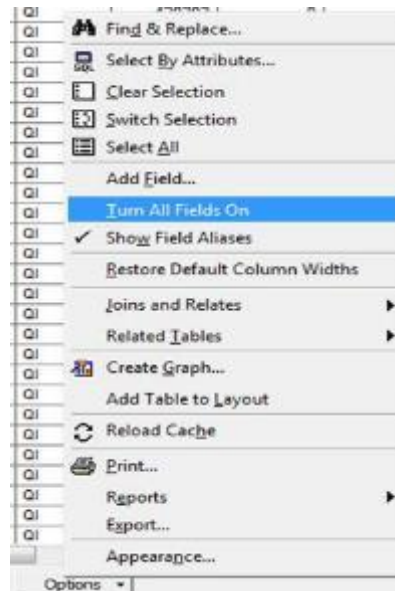 Find & Replace...
Select By Attributes...
Clear Selection
Switch Selection
Select All
Add Field...
Turn All Fields On
Show Field Aliases
Restore Default Column Widths
Joins and Relates
Related Tables
Create Graph...
Add Table to Layout
Reload Cache
Print...
Reports
Export...
Appearance...
Options